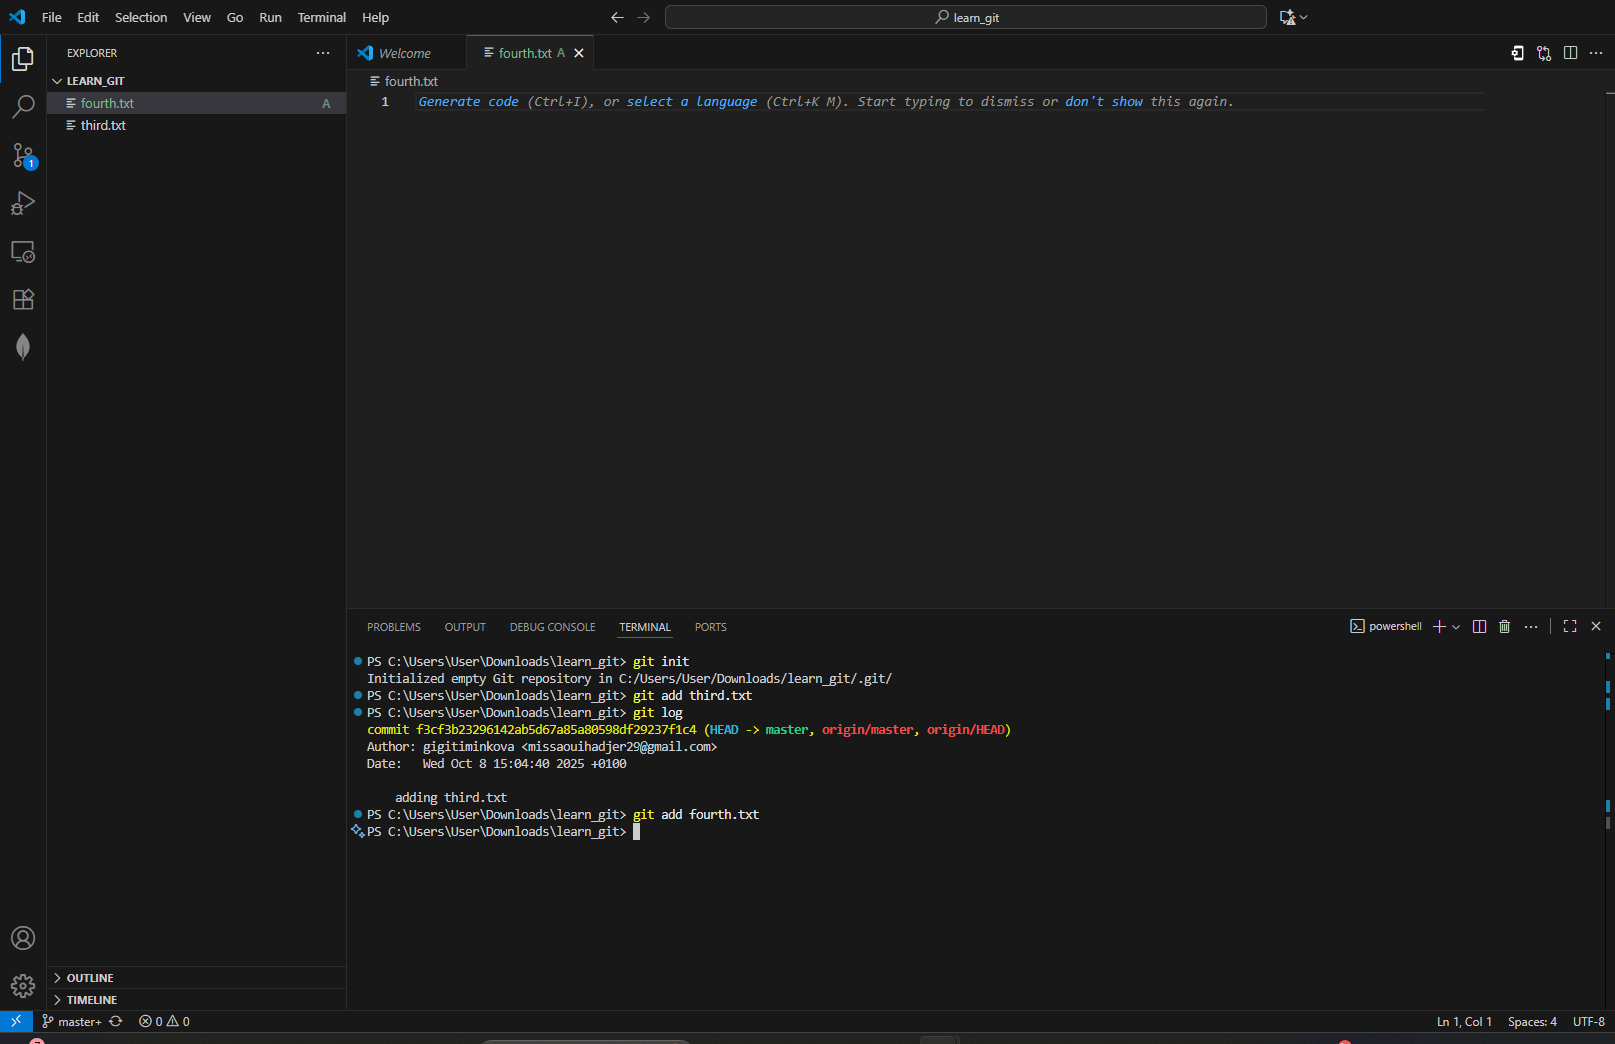 File Edit Selection View Go Run Terminal Help
learn_git
EXPLORER
Welcome
fourth.txt A
LEARN_GIT
fourth.txt A
third.txt
fourth.txt
1 Generate code (Ctrl+I), or select a language (Ctrl+K M). Start typing to dismiss or don't show this again.
1
PROBLEMS OUTPUT DEBUG CONSOLE TERMINAL PORTS
powershell
PS C:\Users\User\Downloads\learn_git> git init
Initialized empty Git repository in C:/Users/User/Downloads/learn_git/.git/
PS C:\Users\User\Downloads\learn_git> git add third.txt
PS C:\Users\User\Downloads\learn_git> git log
commit f3cf3b23296142ab5d67a85a80598df29237f1c4 (HEAD -> master, origin/master, origin/HEAD)
Author: gigitiminkova <missaouihadjer29@gmail.com>
Date:   Wed Oct 8 15:04:40 2025 +0100
adding third.txt
PS C:\Users\User\Downloads\learn_git> git add fourth.txt
PS C:\Users\User\Downloads\learn_git>
OUTLINE
TIMELINE
master+ 0 0
Ln 1, Col 1 Spaces: 4 UTF-8